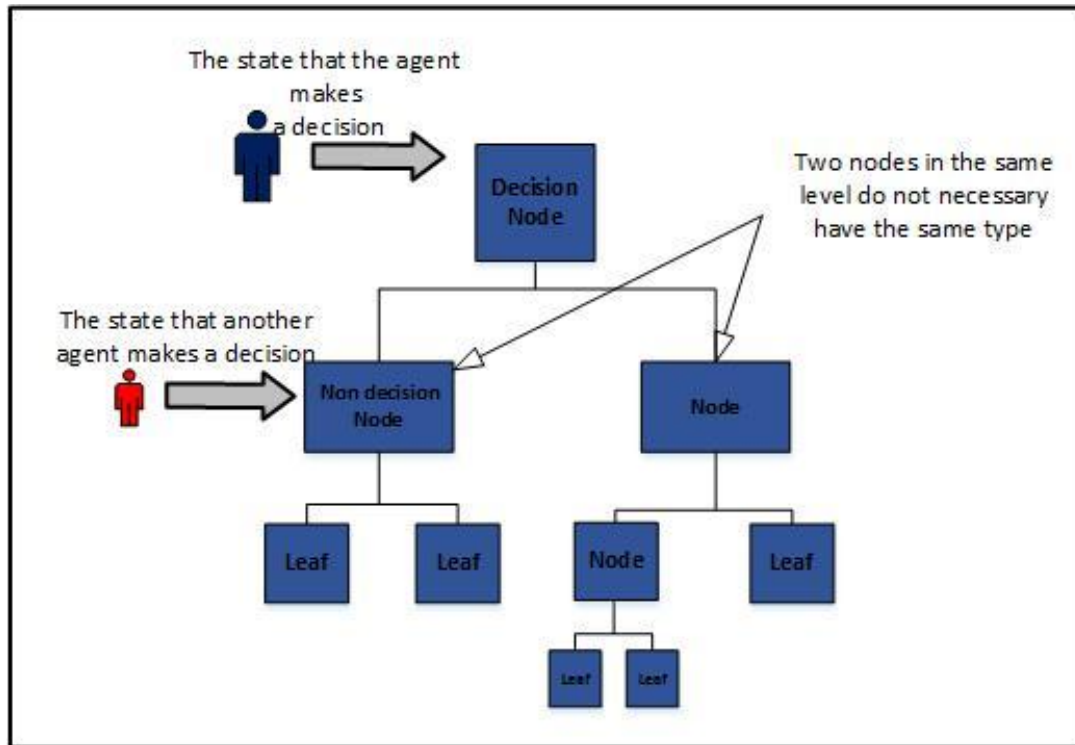 The state that the agent
makes
a decision
Decision
Node
Two nodes in the same
level do not necessary
have the same type
The state that another
agent makes a decision
Non decision
Node
Node
Leaf
Leaf
Node
Leaf
Leaf
Leaf